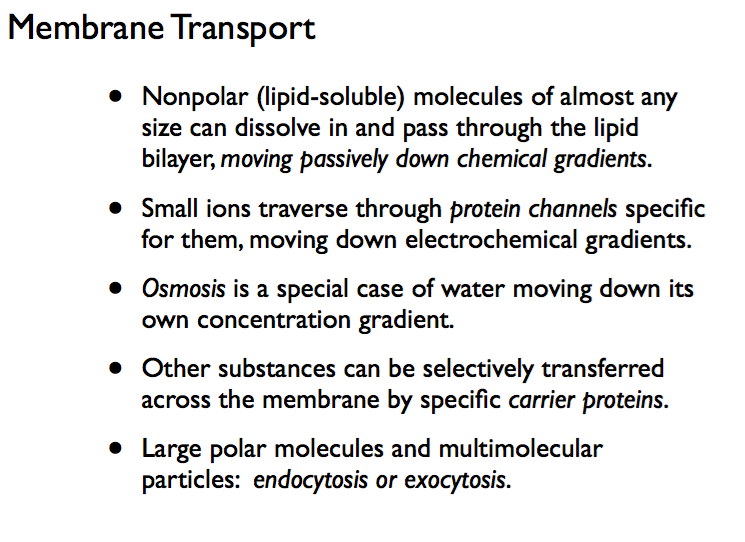 Membrane Transport
• Nonpolar (lipid-soluble) molecules of almost any
size can dissolve in and pass through the lipid
bilayer, moving passively down chemical gradients.
• Small ions traverse through protein channels specific
for them, moving down electrochemical gradients.
• Osmosis is a special case of water moving down its
own concentration gradient.
• Other substances can be selectively transferred
across the membrane by specific carrier proteins.
• Large polar molecules and multimolecular
particles: endocytosis or exocytosis.